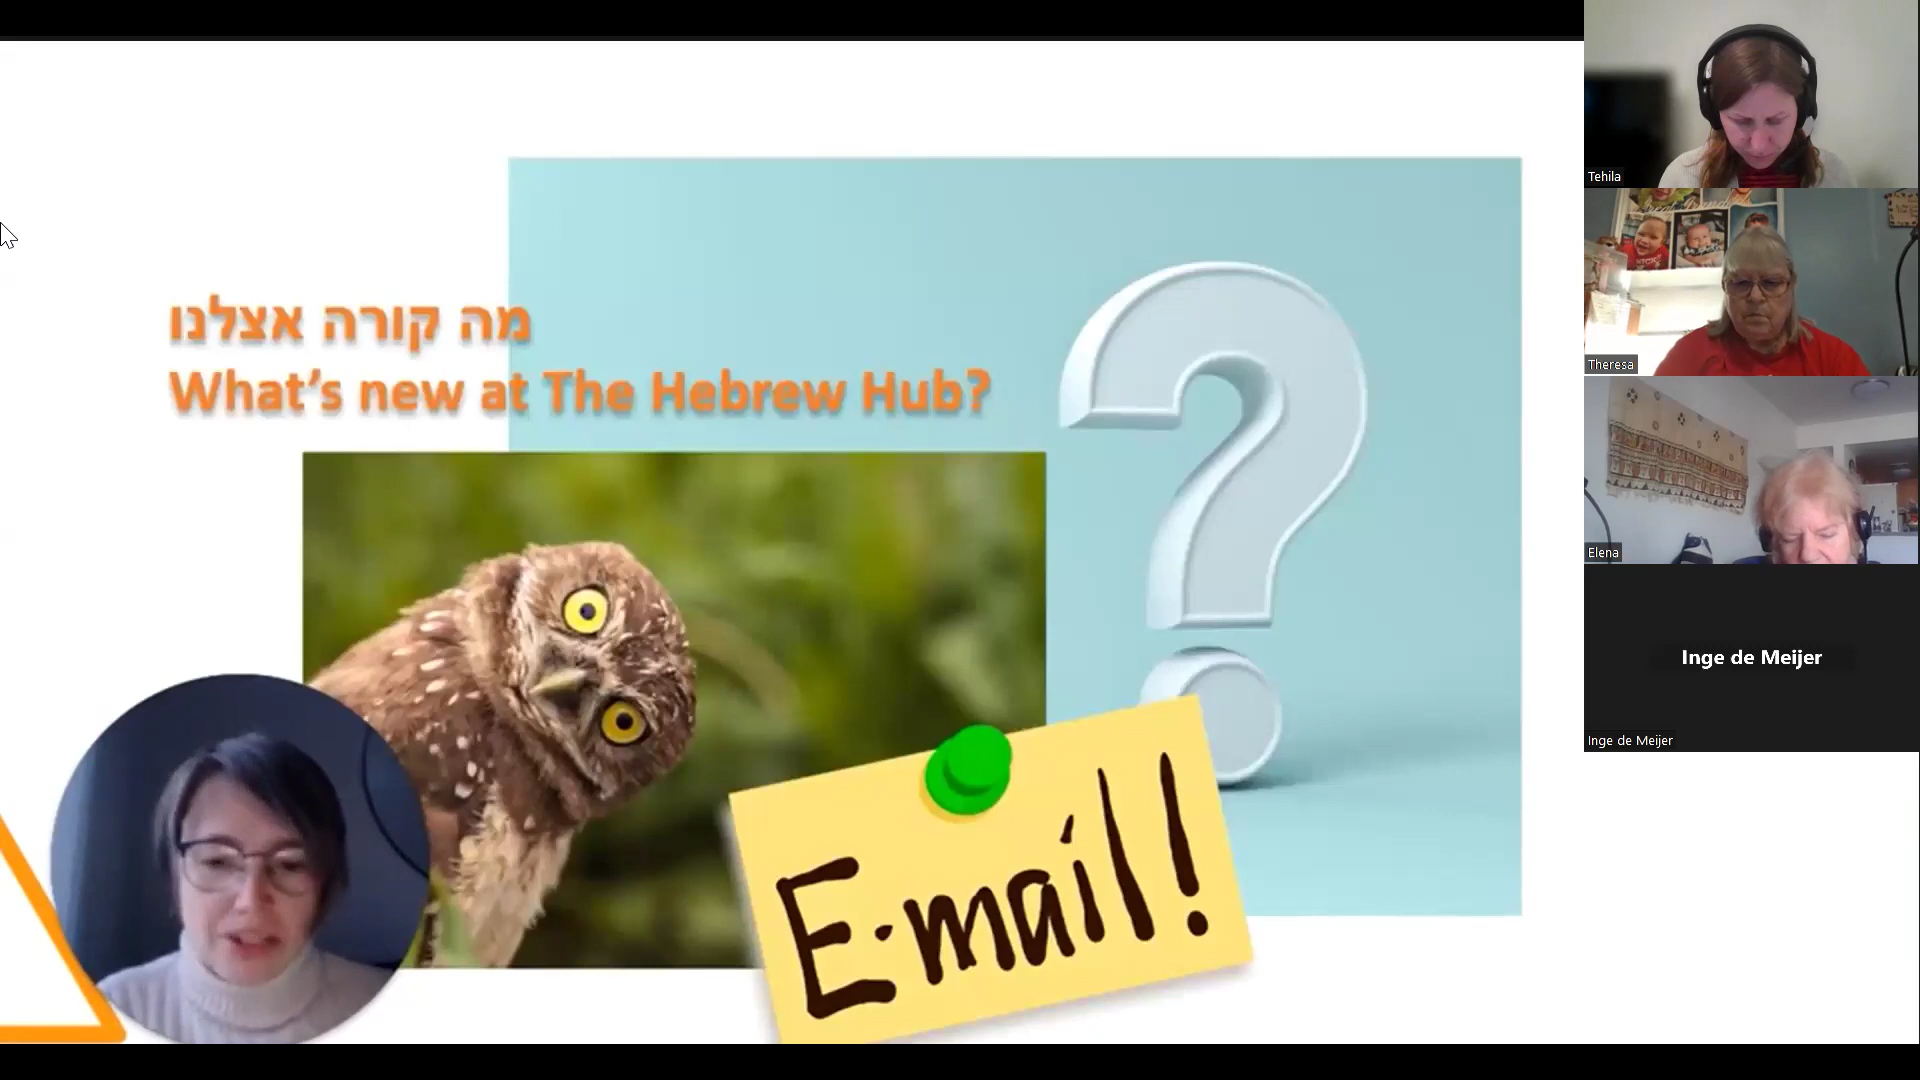 מה קורה אצלנו
What's new at The Hebrew Hub?
E-mail!
Tehila
Theresa
Elena
Inge de Meijer
Inge de Meijer